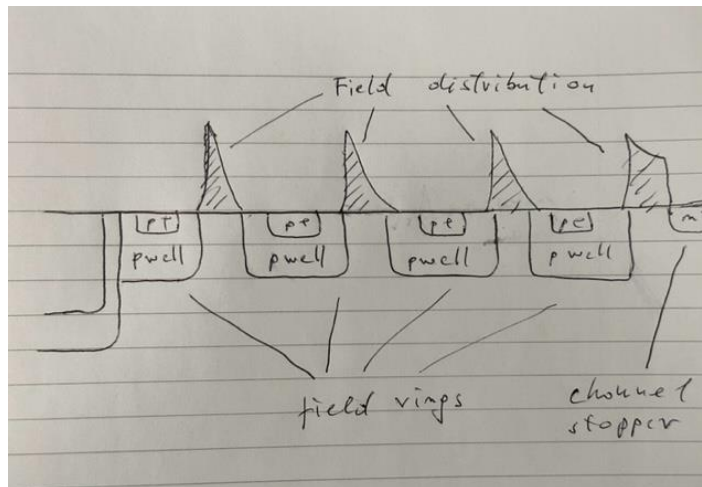 Field distribution
p+ p+ p+ p+ n
pwell pwell pwell pwell
field rings
channel
stopper